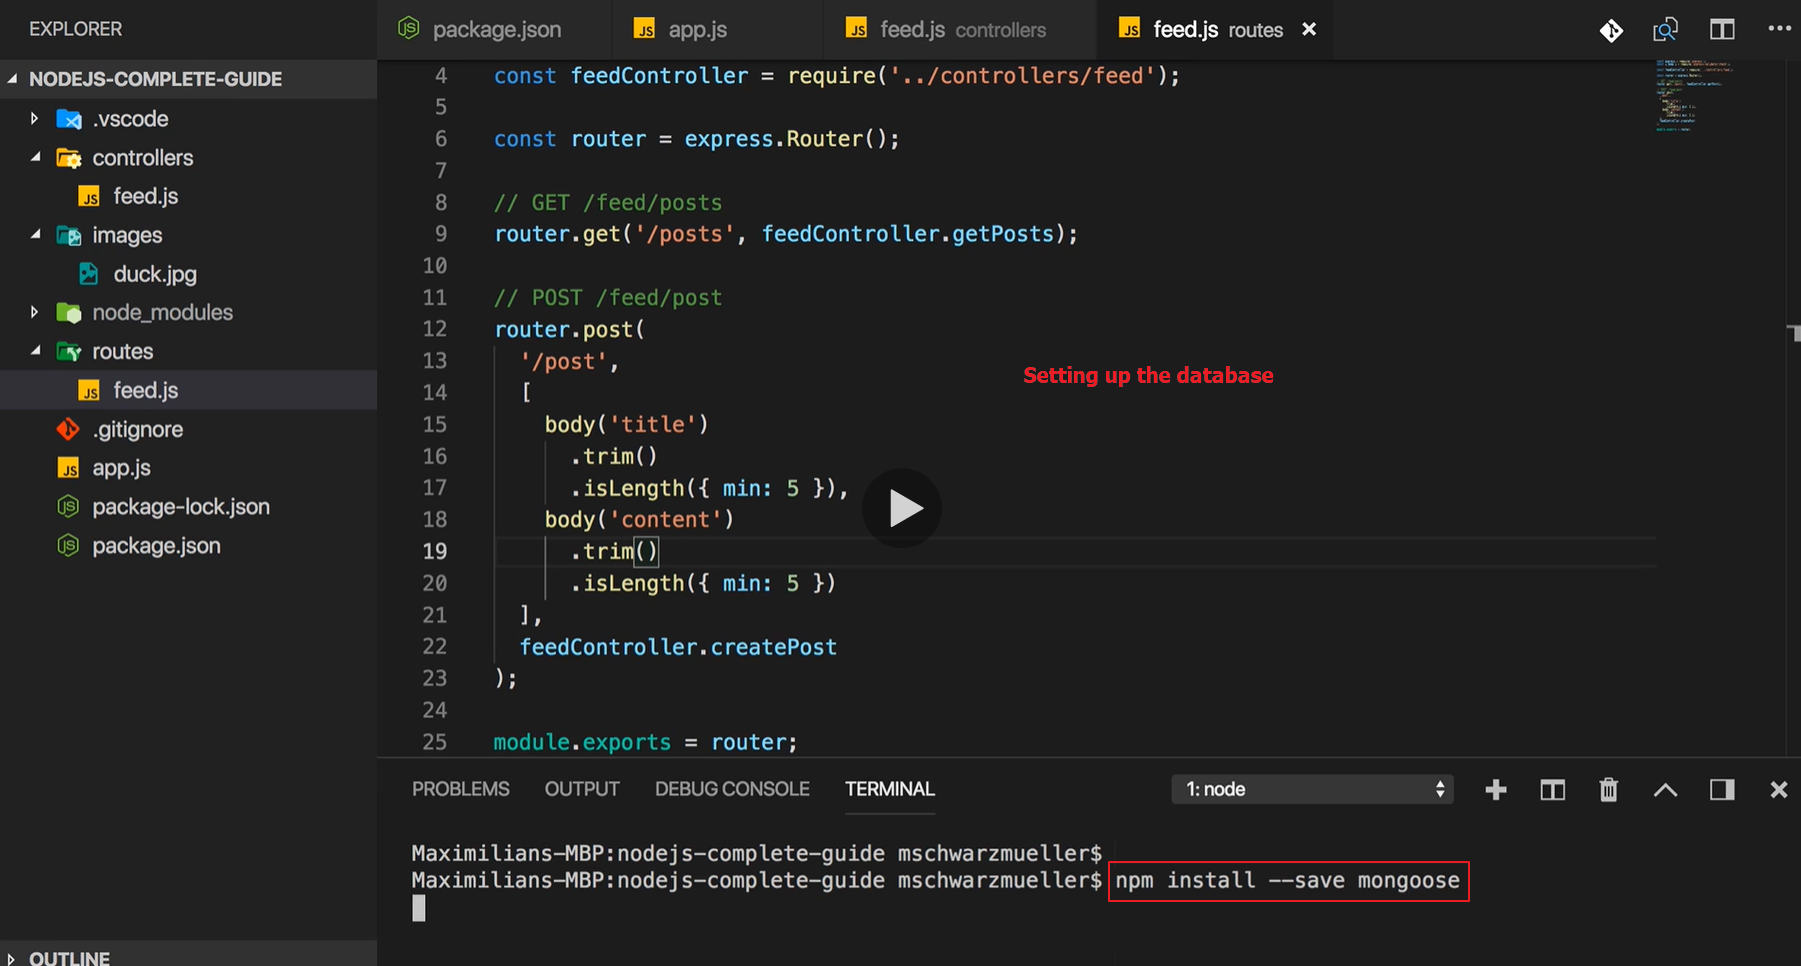 EXPLORER
NODEJS-COMPLETE-GUIDE
.vscode
controllers
feed.js
images
duck.jpg
node_modules
routes
feed.js
.gitignore
app.js
package-lock.json
package.json
OUTLINE
package.json
app.js
feed.js controllers
feed.js routes
4 const feedController = require('../controllers/feed');
5
6 const router = express.Router();
7
8 // GET /feed/posts
9 router.get('/posts', feedController.getPosts);
10
11 // POST /feed/post
12 router.post(
13 '/post',
14 [
15 body('title')
16 .trim()
17 .isLength({ min: 5 }),
18 body('content')
19 .trim()
20 .isLength({ min: 5 })
21 ],
22 feedController.createPost
23 );
24
25 module.exports = router;
Setting up the database
PROBLEMS OUTPUT DEBUG CONSOLE TERMINAL 1: node
Maximilians-MBP:nodejs-complete-guide mschwarzmueller$
Maximilians-MBP:nodejs-complete-guide mschwarzmueller$ npm install --save mongoose